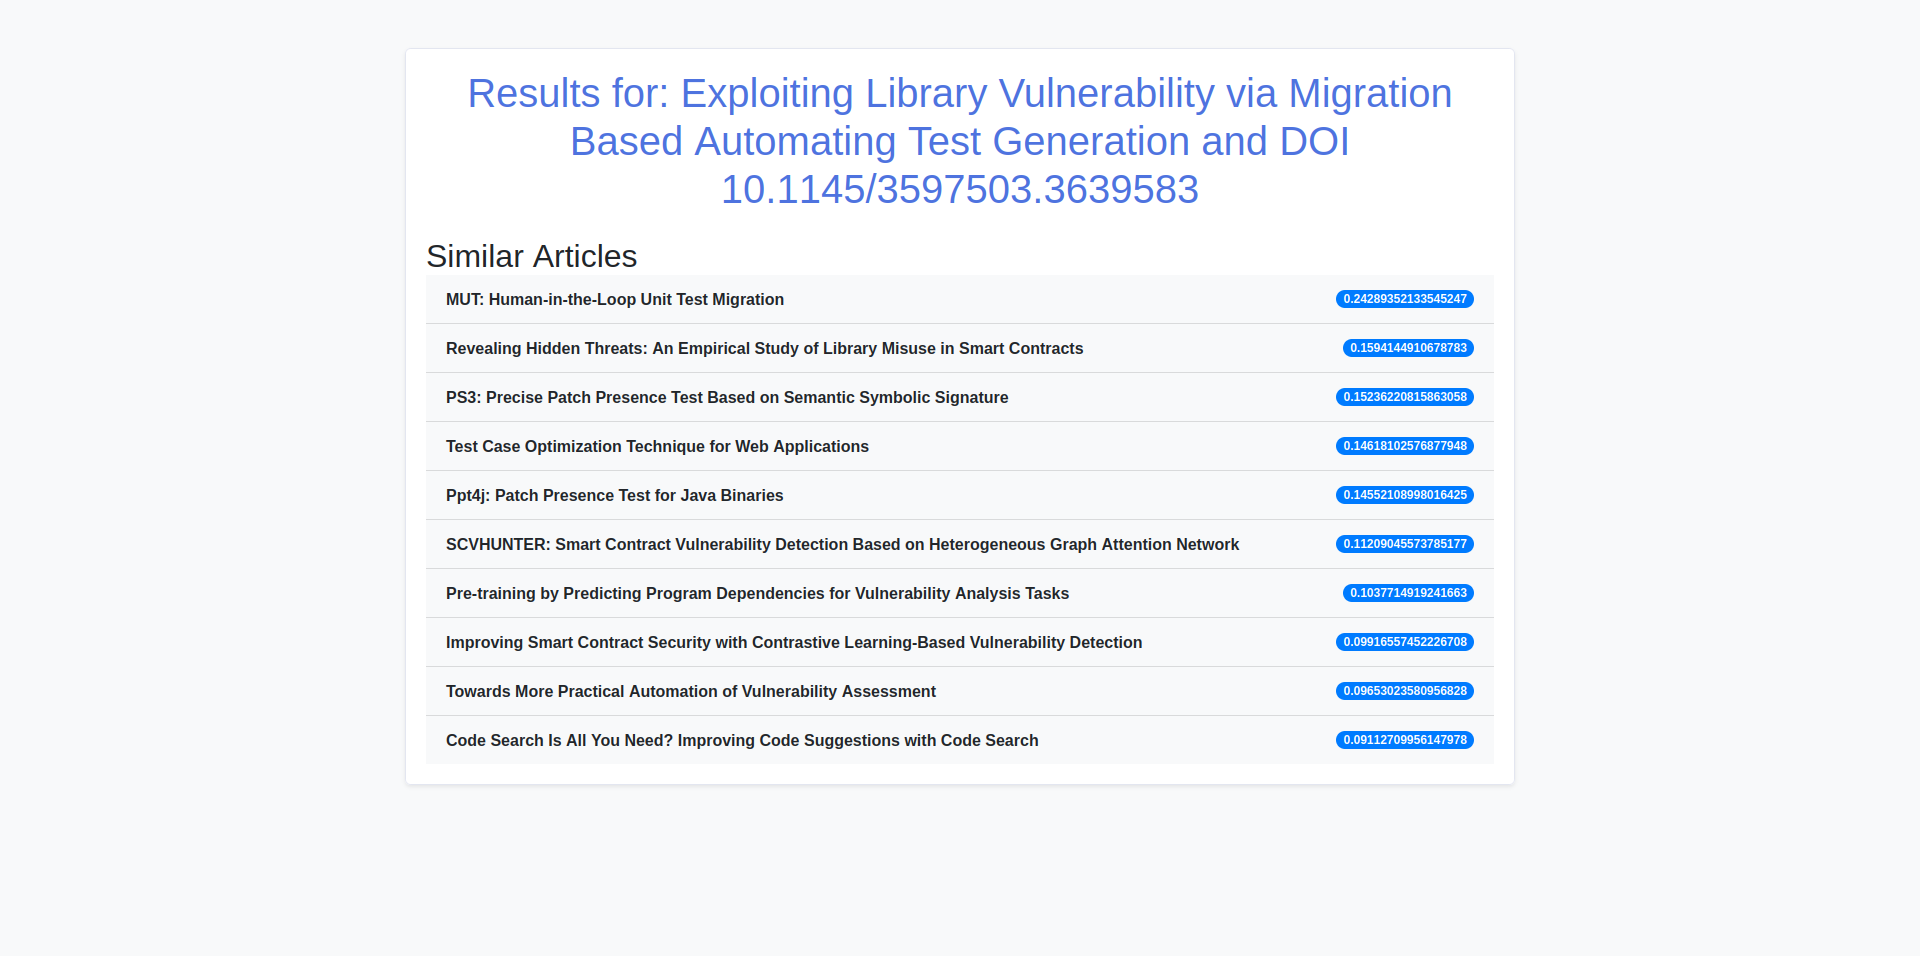 Results for: Exploiting Library Vulnerability via Migration
Based Automating Test Generation and DOI
10.1145/3597503.3639583
Similar Articles
MUT: Human-in-the-Loop Unit Test Migration 0.24289352133545247
Revealing Hidden Threats: An Empirical Study of Library Misuse in Smart Contracts 0.1594144910678783
PS3: Precise Patch Presence Test Based on Semantic Symbolic Signature 0.15236220815863058
Test Case Optimization Technique for Web Applications 0.14618102576877948
Ppt4j: Patch Presence Test for Java Binaries 0.14552108998016425
SCVHUNTER: Smart Contract Vulnerability Detection Based on Heterogeneous Graph Attention Network 0.11209045573785177
Pre-training by Predicting Program Dependencies for Vulnerability Analysis Tasks 0.1037714919241663
Improving Smart Contract Security with Contrastive Learning-Based Vulnerability Detection 0.09916557452226708
Towards More Practical Automation of Vulnerability Assessment 0.09653023580956828
Code Search Is All You Need? Improving Code Suggestions with Code Search 0.09112709956147978